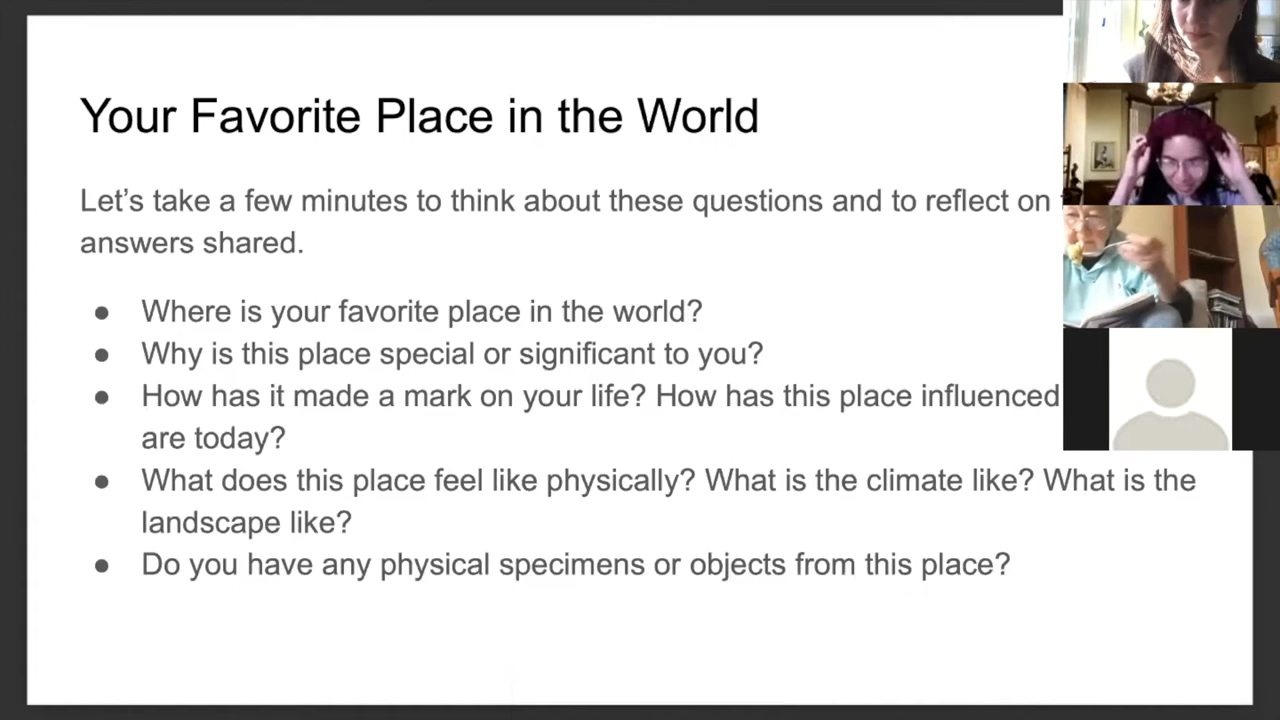 Your Favorite Place in the World
Let's take a few minutes to think about these questions and to reflect on
answers shared.
● Where is your favorite place in the world?
● Why is this place special or significant to you?
● How has it made a mark on your life? How has this place influenced
are today?
● What does this place feel like physically? What is the climate like? What is the
landscape like?
● Do you have any physical specimens or objects from this place?